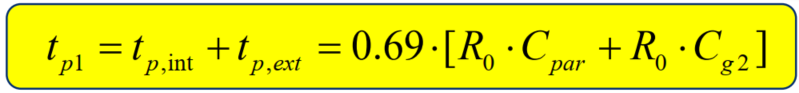 t_{p1} = t_{p,int} + t_{p,ext} = 0.69·[R_0 · C_{par} + R_0 · C_{g2}]